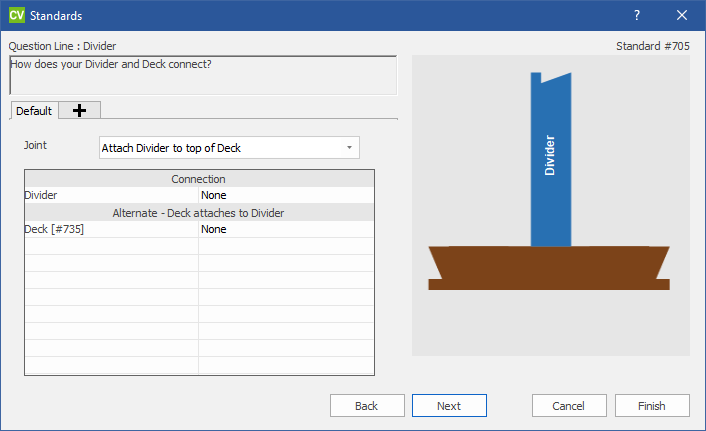 CV Standards ?
Question Line : Divider
Standard #705
How does your Divider and Deck connect?
Default
Joint
Attach Divider to top of Deck
Connection
Divider None
Alternate - Deck attaches to Divider
Deck [#735] None
Divider
Back Next Cancel Finish